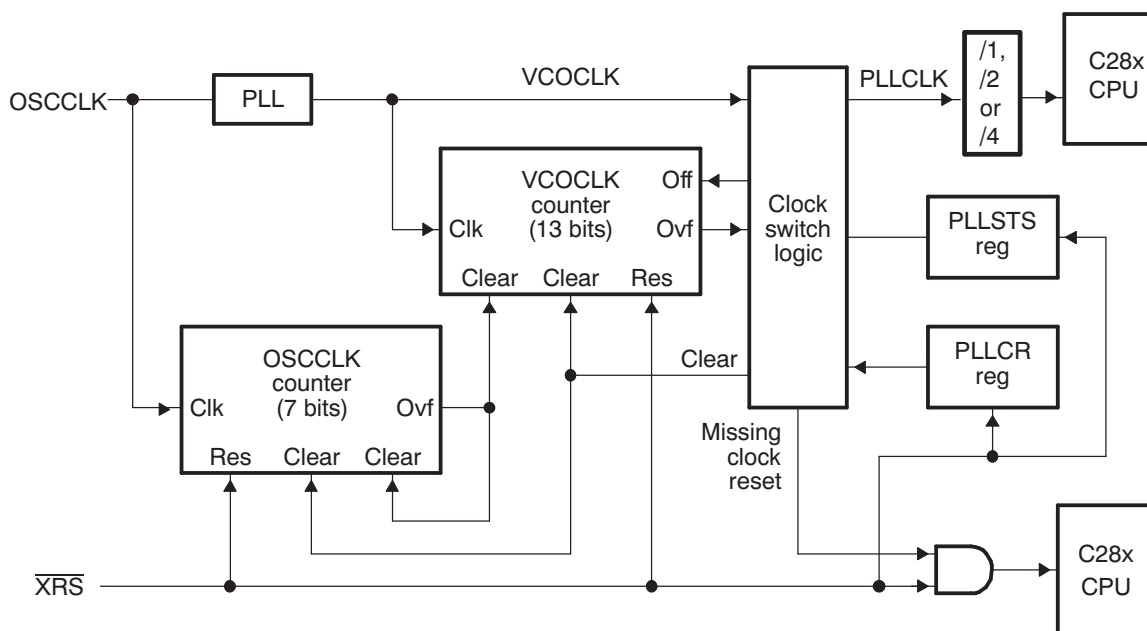 OSCCLK
PLL
VCOCLK
PLLCLK
/1,
/2
or
/4
C28x
CPU
VCOCLK
counter
(13 bits)
Off
Clk
Ovf
Clear
Clear
Res
Clock
switch
logic
PLLSTS
reg
OSCCLK
counter
(7 bits)
Clk
Ovf
Res
Clear
Clear
Clear
PLLCR
reg
Missing
clock
reset
XRS
C28x
CPU